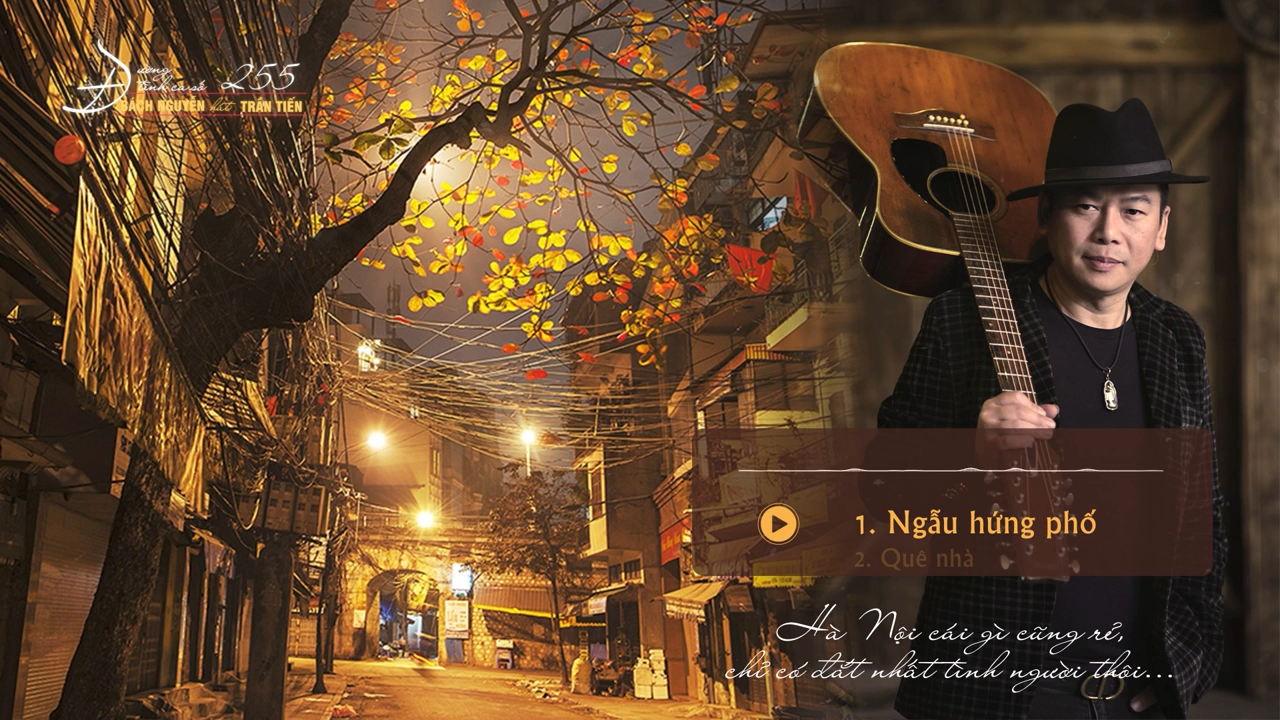 Đường
tình ca số 255
BÁCH NGUYÊN hát TRẦN TIẾN
1. Ngẫu hứng phố
2. Quê nhà
Hà Nội cái gì cũng rẻ,
chỉ có đắt nhất tình người thôi...